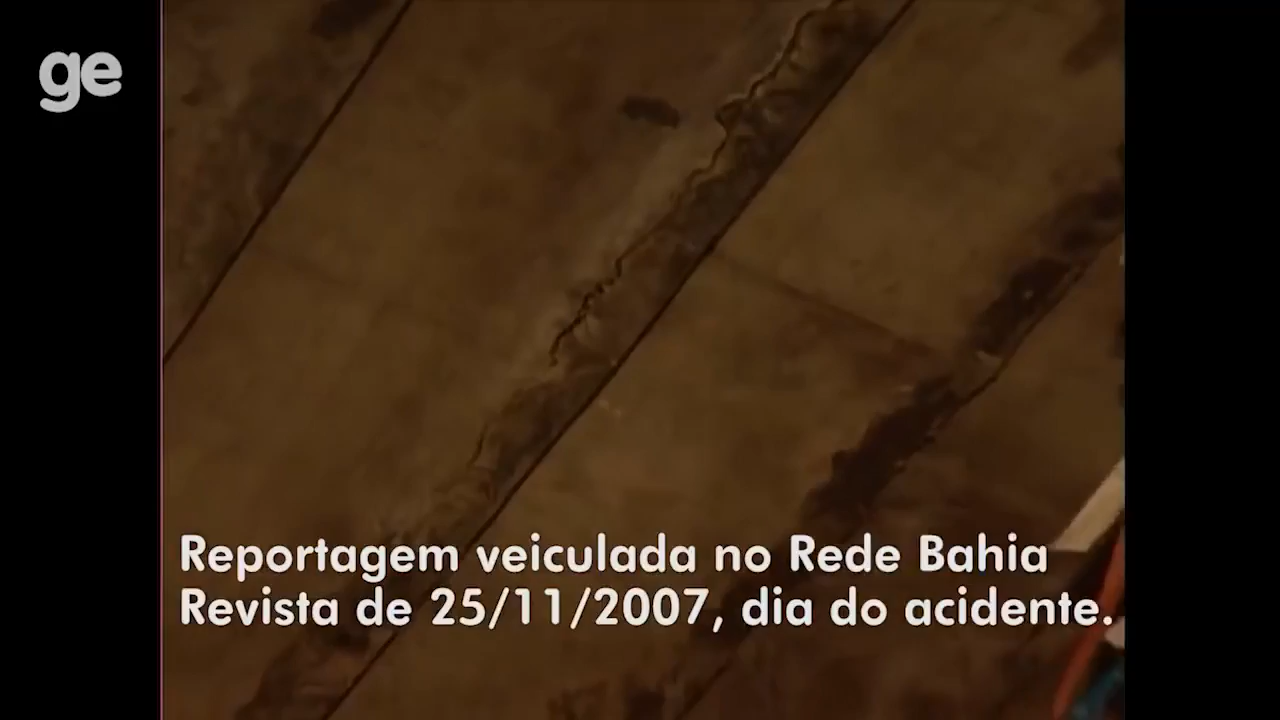 ge
Reportagem veiculada no Rede Bahia
Revista de 25/11/2007, dia do acidente.